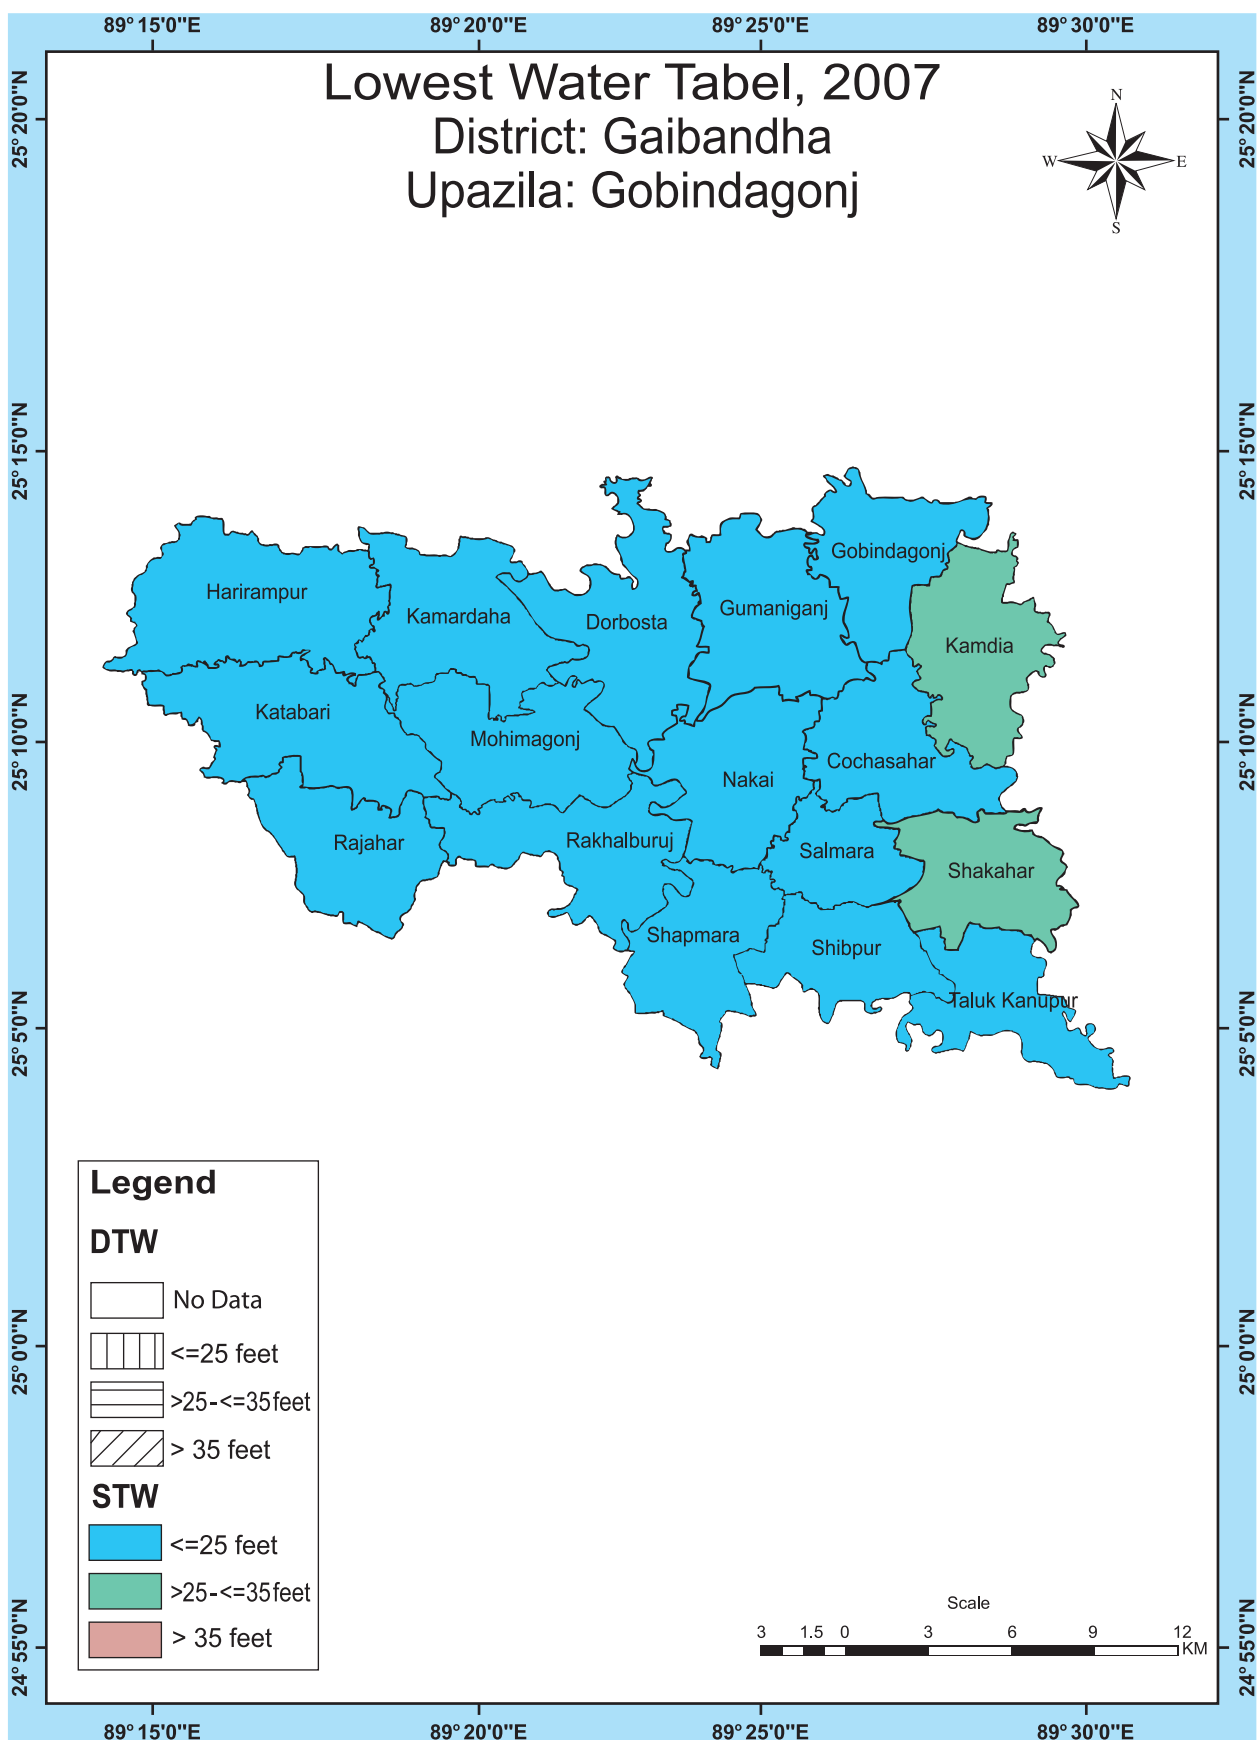 89° 15'0"E 89° 20'0"E 89° 25'0"E 89° 30'0"E
Lowest Water Tabel, 2007
District: Gaibandha
Upazila: Gobindagonj
N
W E
S
25° 20'0"N 25° 20'0"N
25° 15'0"N 25° 15'0"N
Gobindagonj
Harirampur
Gumaniganj
Kamardaha
Dorbosta
Kamdia
Katabari
Mohimagonj
25° 10'0"N 25° 10'0"N
Cochasahar
Nakai
Rakhalburuj
Rajahar
Salmara
Shakahar
Shapmara
Shibpur
Taluk Kanupur
25° 5'0"N 25° 5'0"N
Legend
DTW
No Data
<=25 feet
>25-<=35feet
> 35 feet
STW
<=25 feet
>25-<=35feet
> 35 feet
25° 0'0"N 25° 0'0"N
Scale
3 1.5 0 3 6 9 12
KM
24° 55'0"N 24° 55'0"N
89° 15'0"E 89° 20'0"E 89° 25'0"E 89° 30'0"E